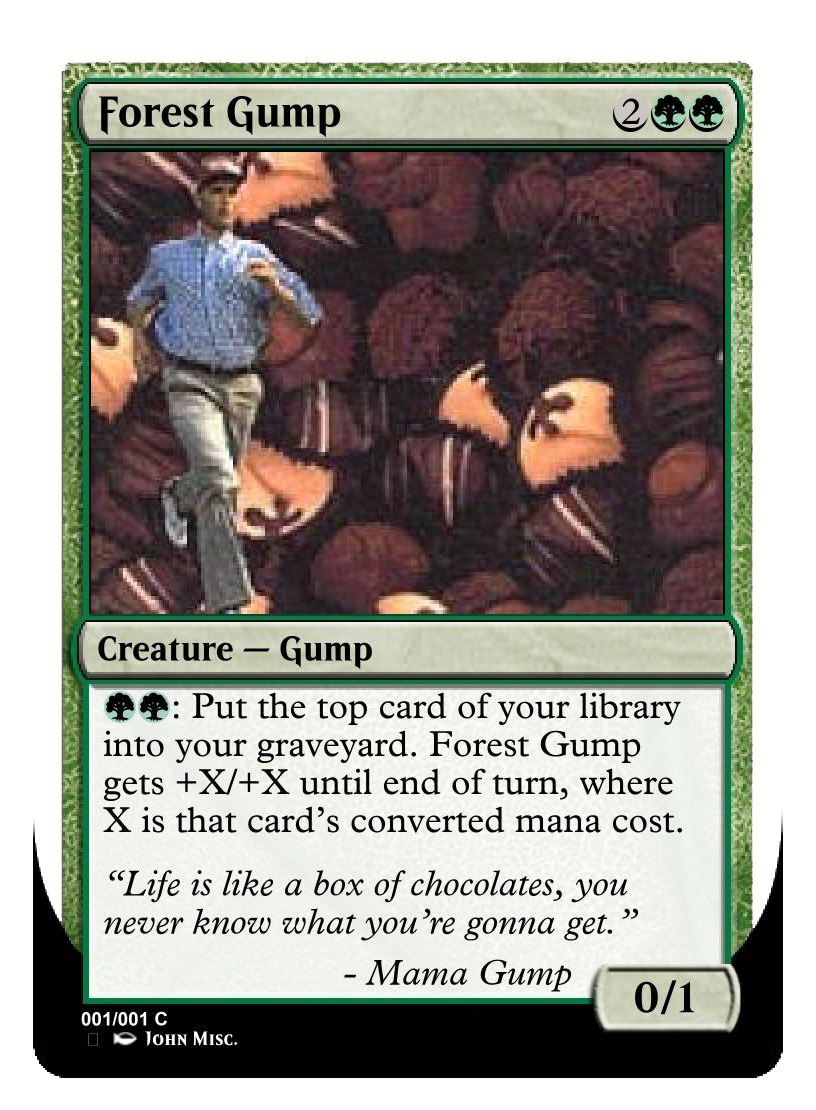 Forest Gump 2
Creature — Gump
: Put the top card of your library
into your graveyard. Forest Gump
gets +X/+X until end of turn, where
X is that card's converted mana cost.
“Life is like a box of chocolates, you
never know what you're gonna get.”
- Mama Gump
0/1
001/001 C
John Misc.